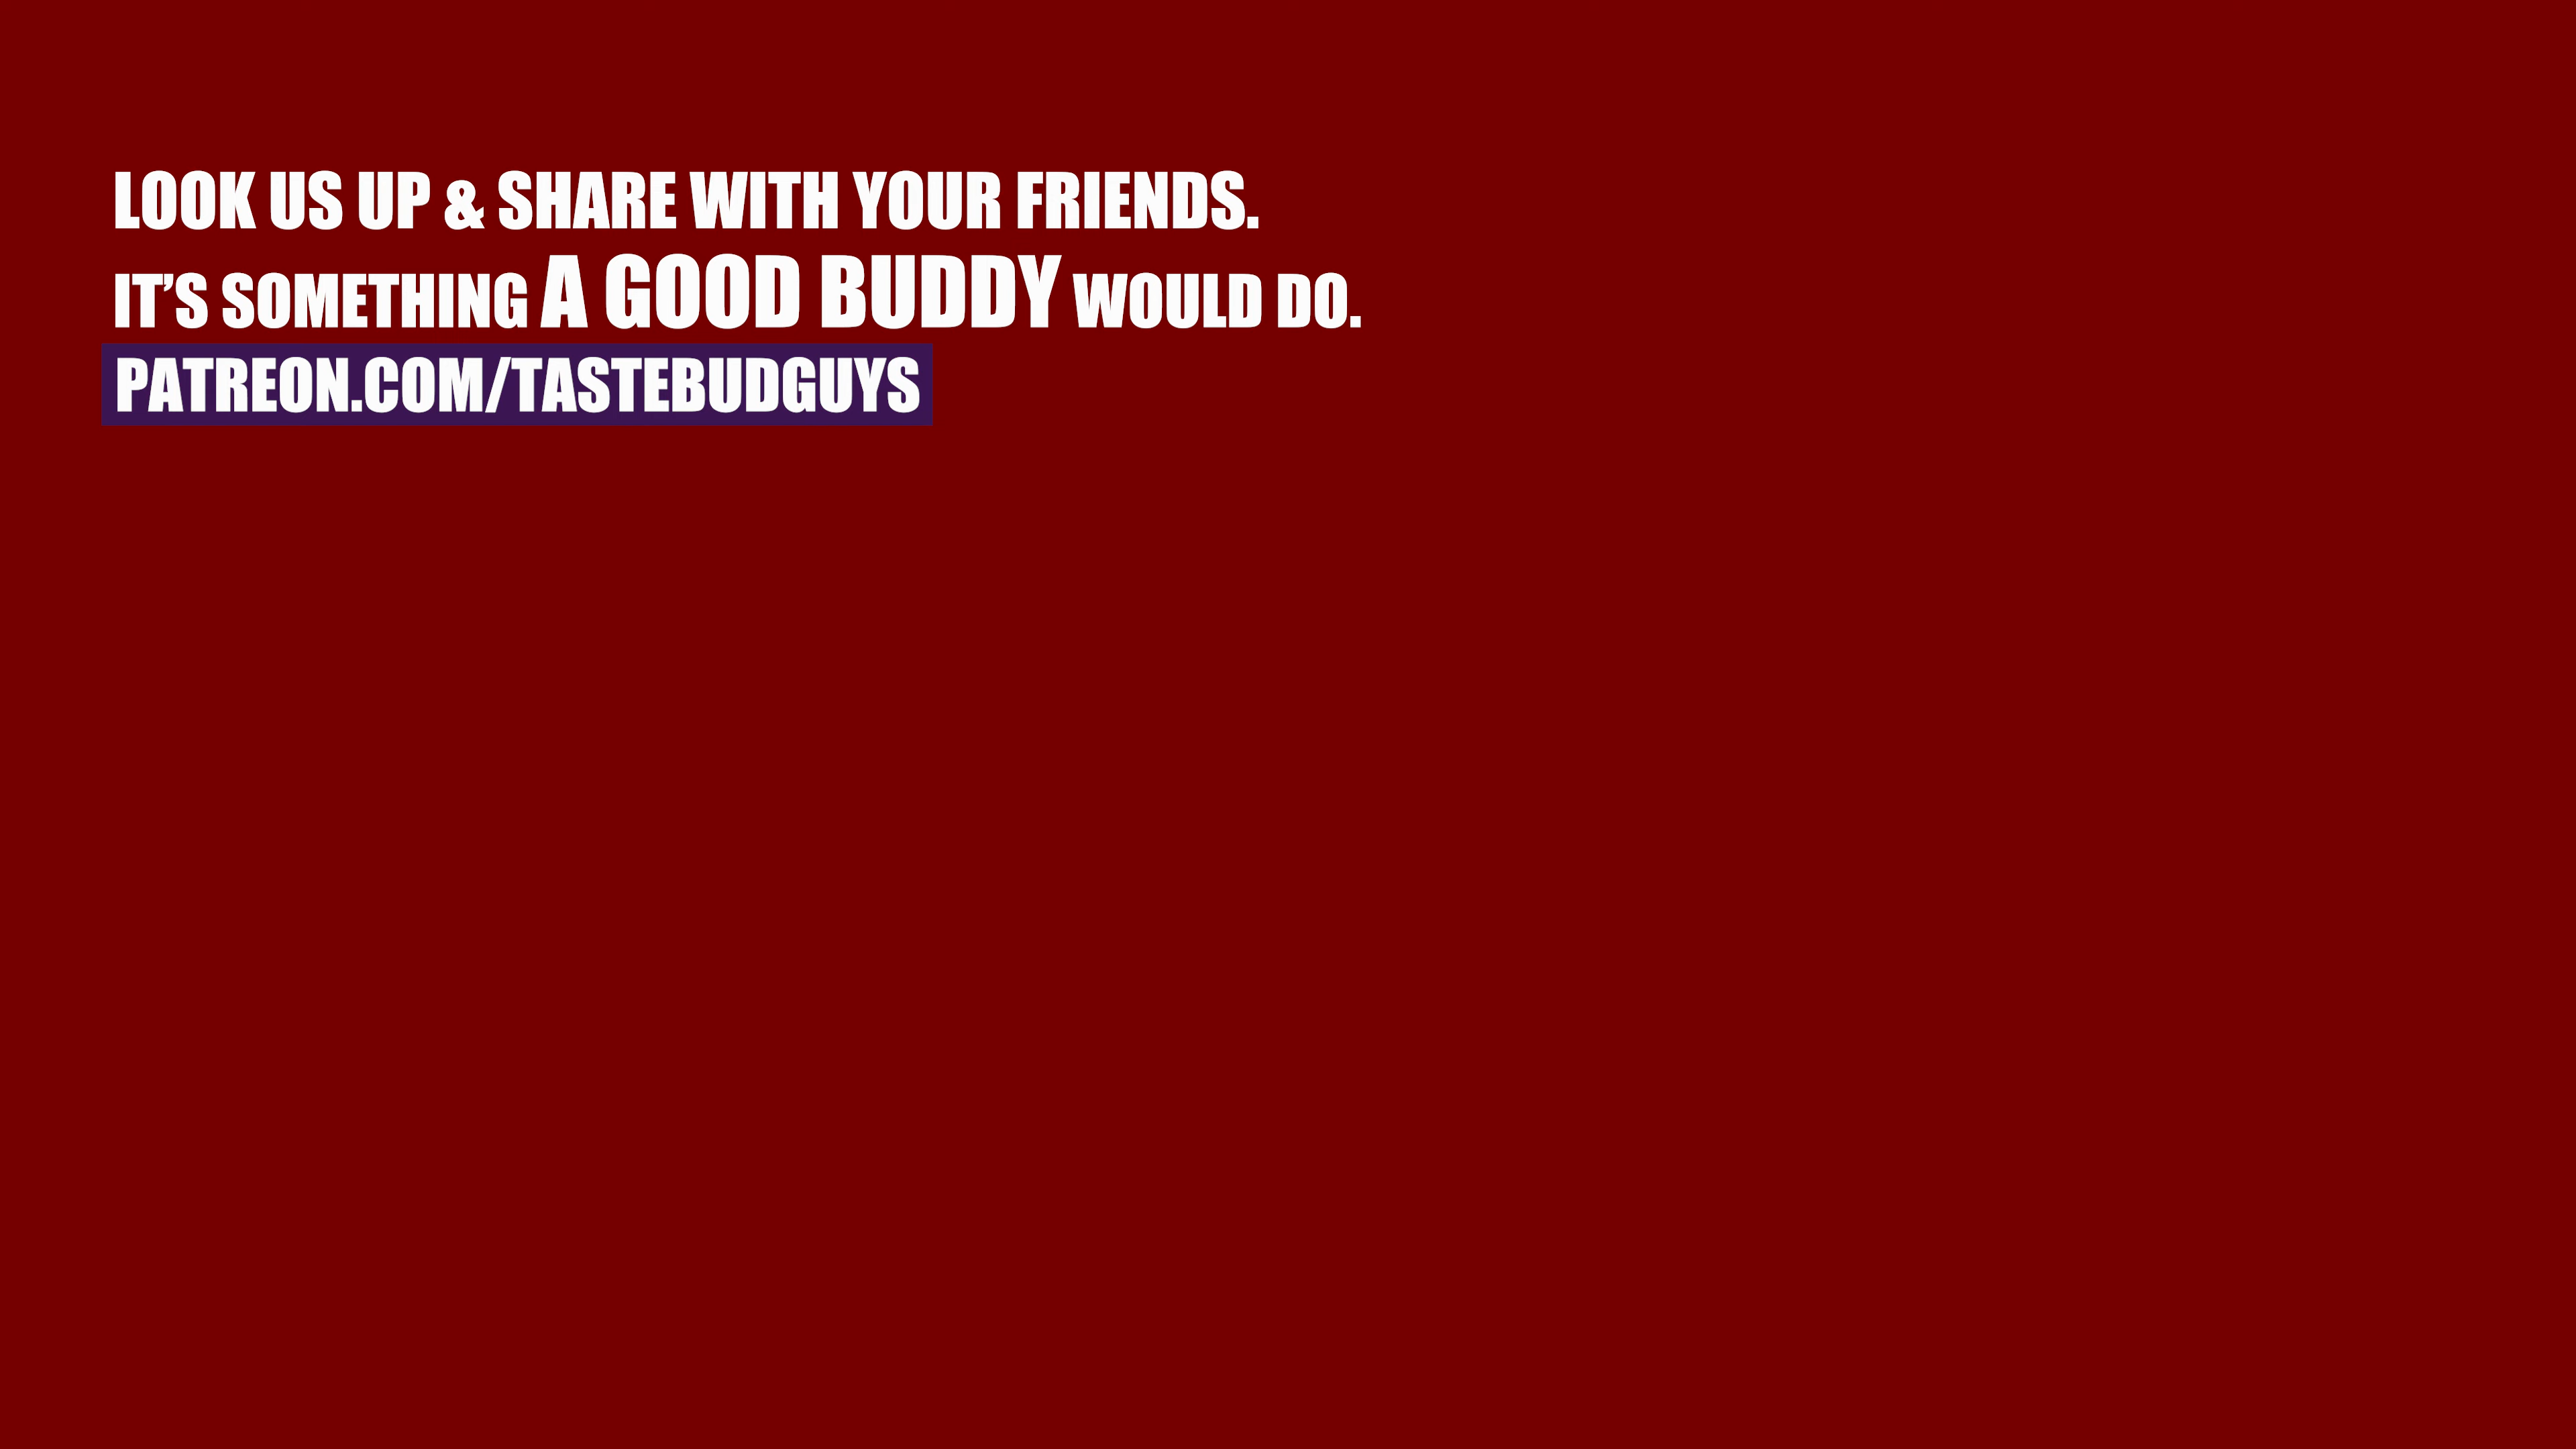 LOOK US UP & SHARE WITH YOUR FRIENDS.
IT’S SOMETHING A GOOD BUDDY WOULD DO.
PATREON.COM/TASTEBUDGUYS